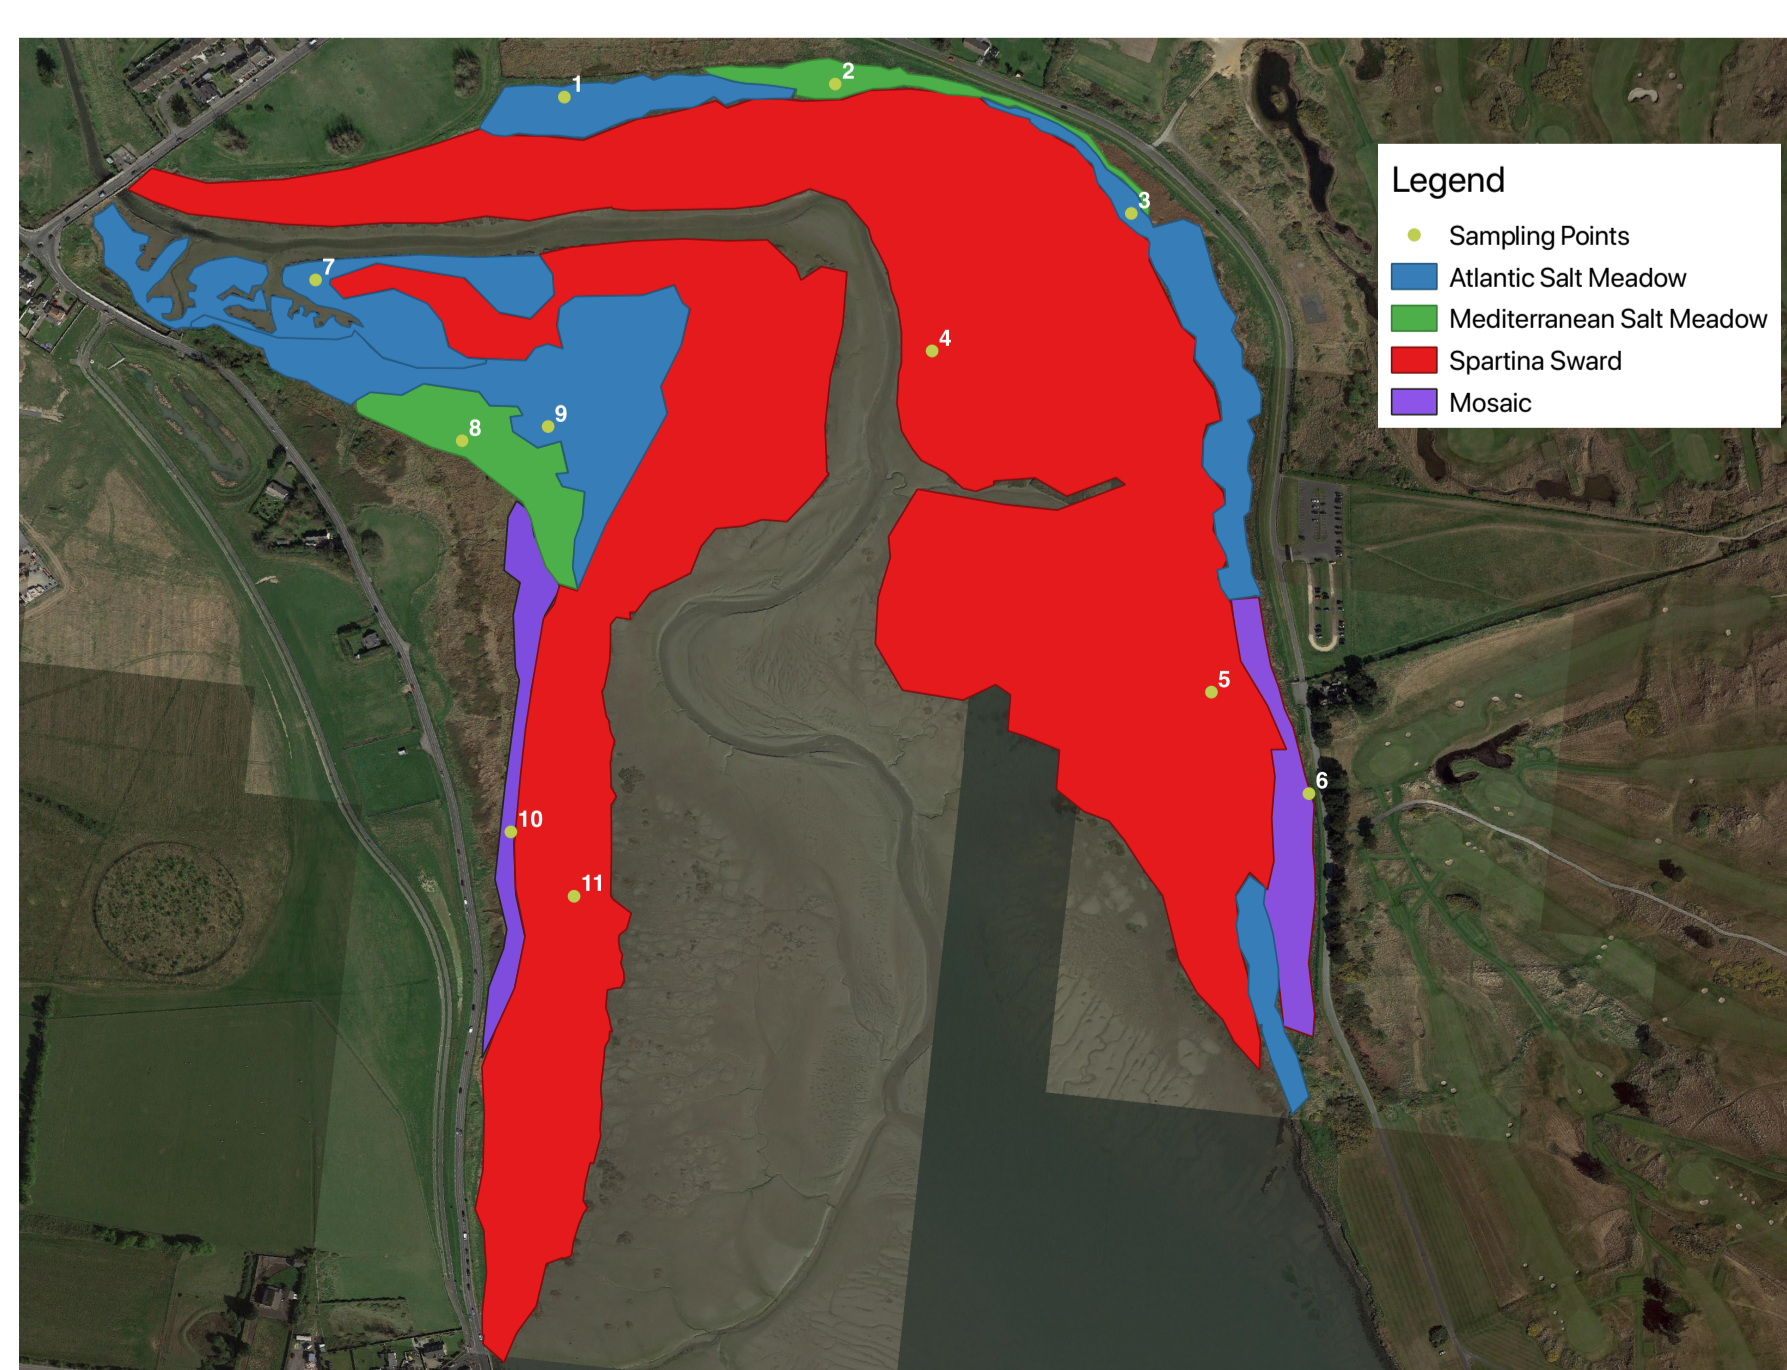 1
2
3
4
5
6
7
8
9
10
11
Legend
Sampling Points
Atlantic Salt Meadow
Mediterranean Salt Meadow
Spartina Sward
Mosaic